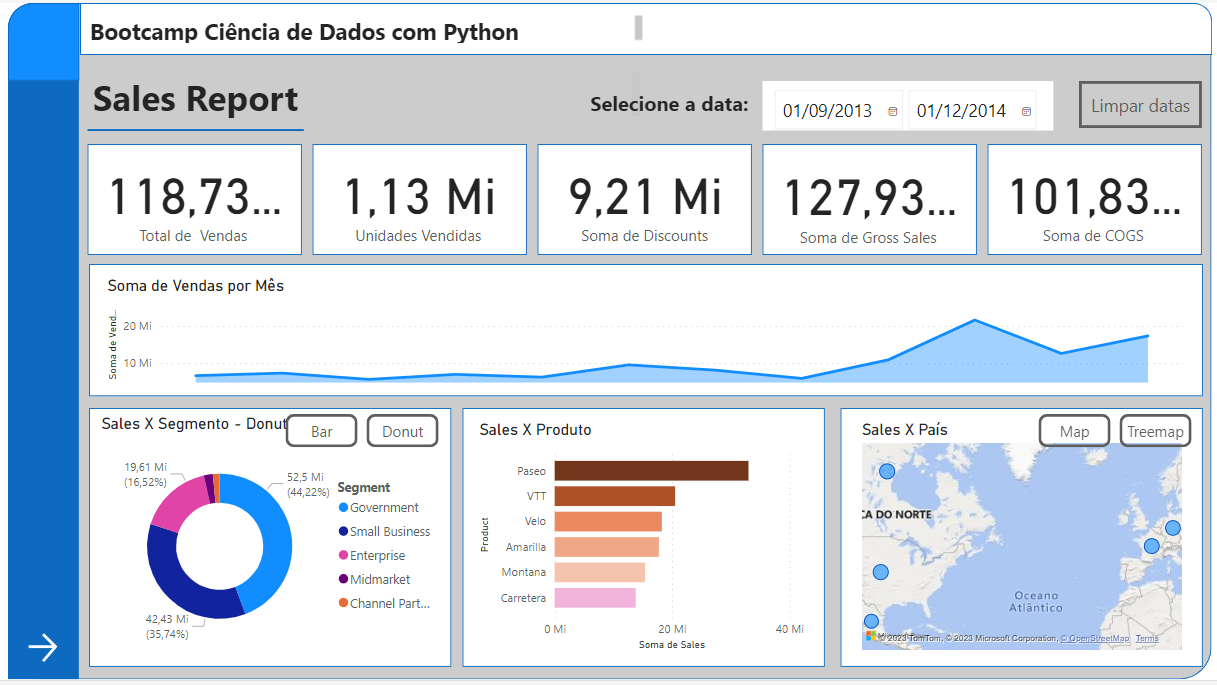 Bootcamp Ciência de Dados com Python
Sales Report
Selecione a data:
01/09/2013
01/12/2014
Limpar datas
118,73...
Total de Vendas
1,13 Mi
Unidades Vendidas
9,21 Mi
Soma de Discounts
127,93...
Soma de Gross Sales
101,83...
Soma de COGS
Soma de Vendas por Mês
Soma de Vend...
20 Mi
10 Mi
Sales X Segmento - Donut
Bar
Donut
19,61 Mi
(16,52%)
52,5 Mi
(44,22%)
42,43 Mi
(35,74%)
Segment
Government
Small Business
Enterprise
Midmarket
Channel Part...
Sales X Produto
Product
Paseo
VTT
Velo
Amarilla
Montana
Carretera
0 Mi
20 Mi
40 Mi
Soma de Sales
Sales X País
Map
Treemap
CA DO NORTE
Oceano
Atlântico
© 2023 TomTom, © 2023 Microsoft Corporation, © OpenStreetMap Terms